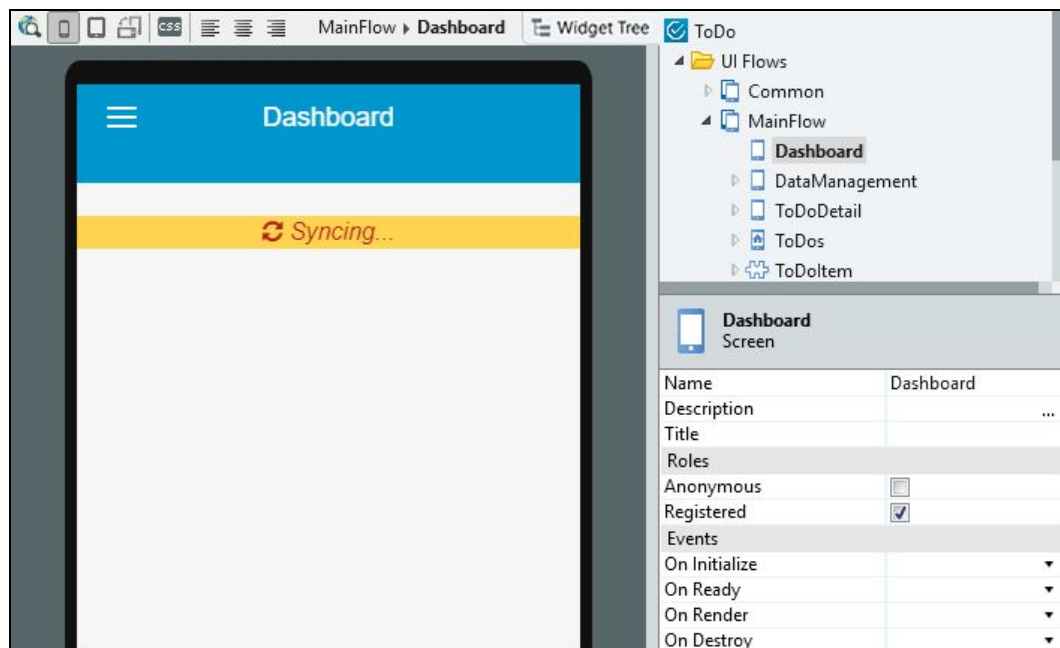 css
MainFlow ▸ Dashboard
Widget Tree
Dashboard
Syncing...
ToDo
UI Flows
Common
MainFlow
Dashboard
DataManagement
ToDoDetail
ToDos
ToDoItem
Dashboard
Screen
Name Dashboard
Description ...
Title
Roles
Anonymous
Registered
Events
On Initialize
On Ready
On Render
On Destroy